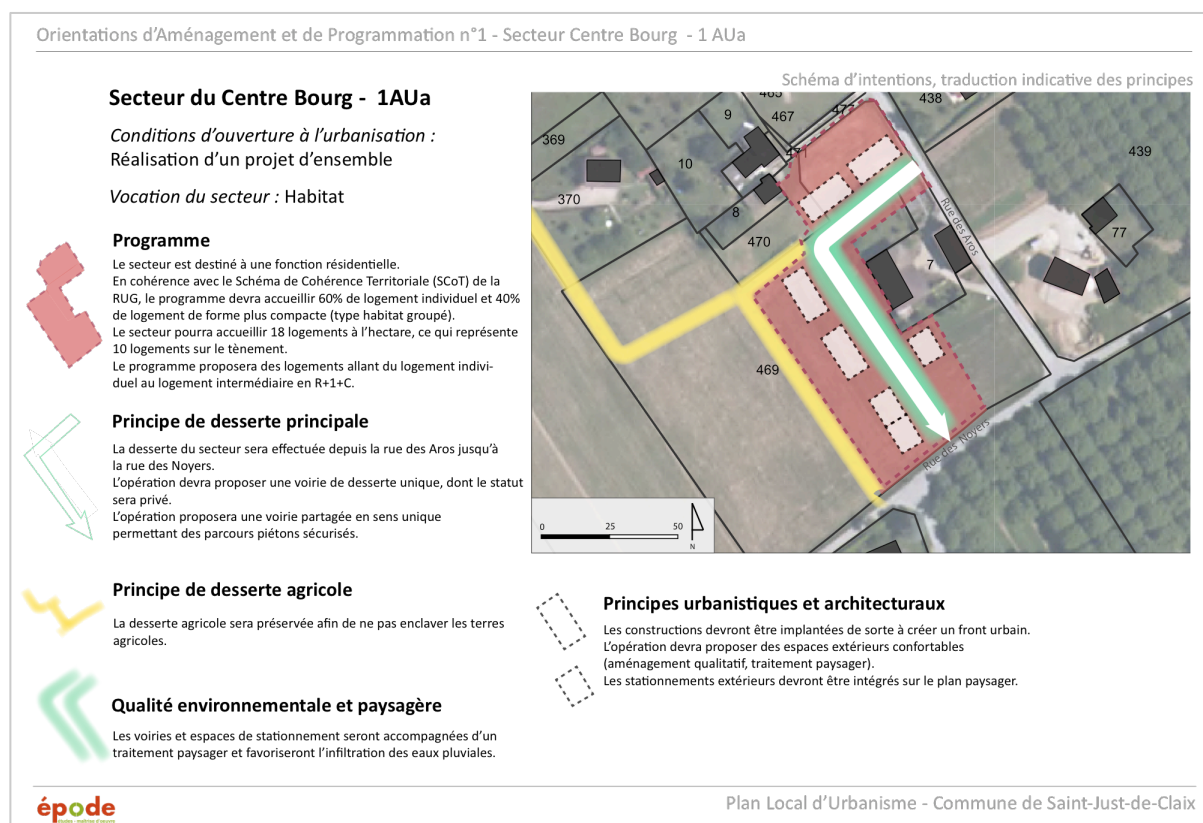 Orientations d'Aménagement et de Programmation n°1 - Secteur Centre Bourg - 1 AUa
Schéma d'intentions, traduction indicative des principes
Secteur du Centre Bourg - 1AUa
Conditions d'ouverture à l'urbanisation :
Réalisation d'un projet d'ensemble
Vocation du secteur : Habitat
Programme
Le secteur est destiné à une fonction résidentielle.
En cohérence avec le Schéma de Cohérence Territoriale (SCoT) de la
RUG, le programme devra accueillir 60% de logement individuel et 40%
de logement de forme plus compacte (type habitat groupé).
Le secteur pourra accueillir 18 logements à l'hectare, ce qui représente
10 logements sur le tènement.
Le programme proposera des logements allant du logement indivi-
duel au logement intermédiaire en R+1+C.
Principe de desserte principale
La desserte du secteur sera effectuée depuis la rue des Aros jusqu'à
la rue des Noyers.
L'opération devra proposer une voirie de desserte unique, dont le statut
sera privé.
L'opération proposera une voirie partagée en sens unique
permettant des parcours piétons sécurisés.
Principe de desserte agricole
La desserte agricole sera préservée afin de ne pas enclaver les terres
agricoles.
Qualité environnementale et paysagère
Les voiries et espaces de stationnement seront accompagnées d'un
traitement paysager et favoriseront l'infiltration des eaux pluviales.
465
438
9
467
477
369
471
439
10
370
8
Rue des Aros
77
470
7
469
Rue des Noyers
0 25 50
N
Principes urbanistiques et architecturaux
Les constructions devront être implantées de sorte à créer un front urbain.
L'opération devra proposer des espaces extérieurs confortables
(aménagement qualitatif, traitement paysager).
Les stationnements extérieurs devront être intégrés sur le plan paysager.
épode
études - maîtrise d'œuvre
Plan Local d'Urbanisme - Commune de Saint-Just-de-Claix